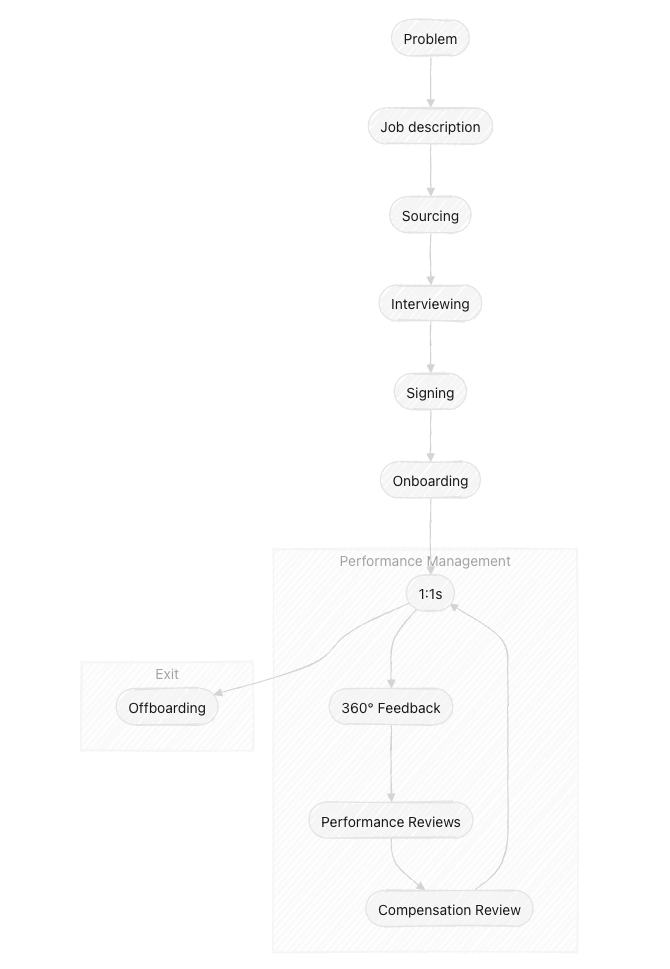 Problem
Job description
Sourcing
Interviewing
Signing
Onboarding
Performance Management
1:1s
Exit
Offboarding
360° Feedback
Performance Reviews
Compensation Review